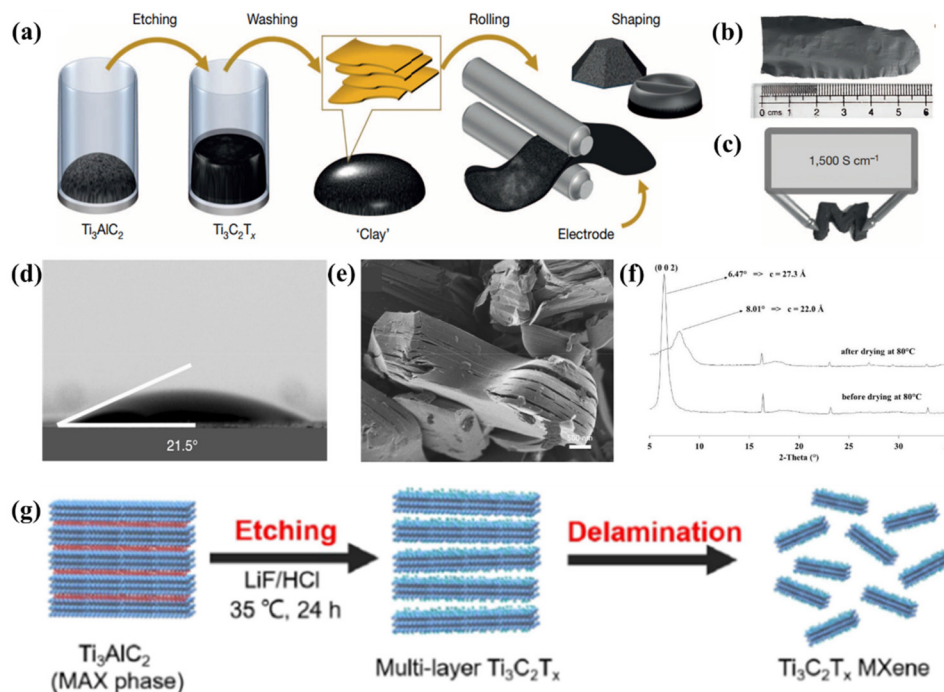 (a)
Etching
Washing
Rolling
Shaping
Ti₃AlC₂
Ti₃C₂Tₓ
'Clay'
Electrode
(b)
0 cms 1 2 3 4 5 6
(c)
1,500 S cm⁻¹
(d)
21.5°
(e)
(f)
(0 0 2)
6.47° => c = 27.3 Å
8.01° => c = 22.0 Å
after drying at 80°C
before drying at 80°C
5 10 15 20 25 30
2-Theta (°)
(g)
Etching
LiF/HCl
35 ℃, 24 h
Delamination
Ti₃AlC₂
(MAX phase)
Multi-layer Ti₃C₂Tₓ
Ti₃C₂Tₓ MXene